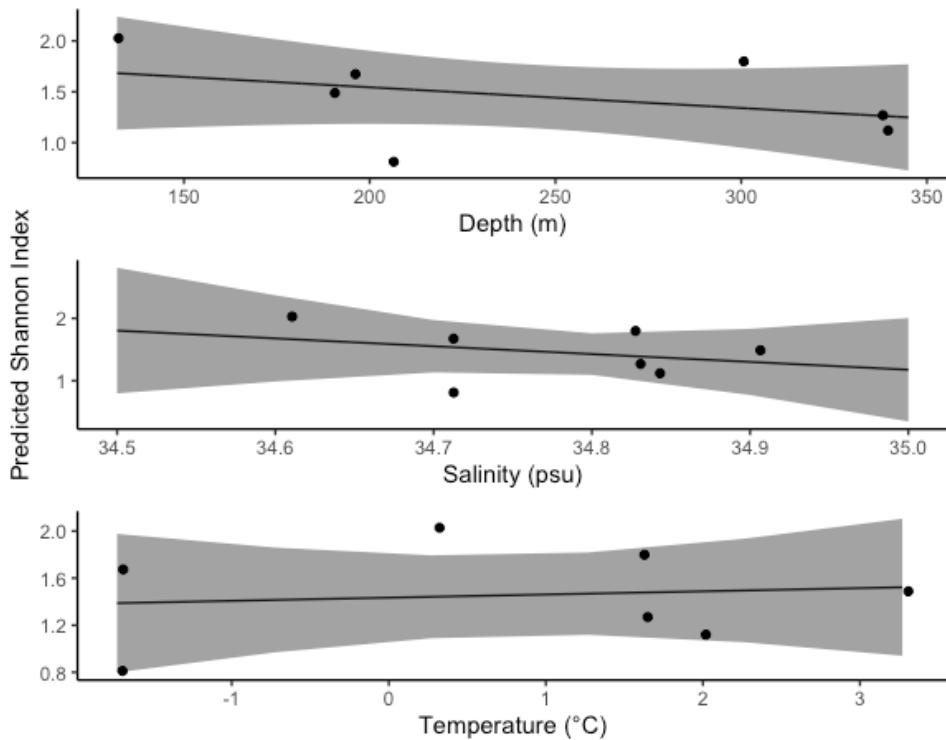 Predicted Shannon Index
2.0
1.5
1.0
150 200 250 300 350
Depth (m)
2
1
34.5 34.6 34.7 34.8 34.9 35.0
Salinity (psu)
2.0
1.6
1.2
0.8
-1 0 1 2 3
Temperature (°C)